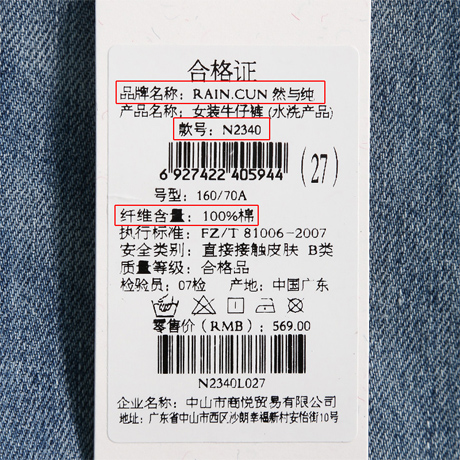 合格证
品牌名称: RAIN.CUN 然与纯
产品名称: 女装牛仔裤 (水洗产品)
款号: N2340
6 927422 405944
(27)
号型: 160/70A
纤维含量: 100%棉
执行标准: FZ/T 81006-2007
安全类别: 直接接触皮肤 B类
质量等级: 合格品
检验员: 07检 产地: 中国广东
零售价 (RMB): 569.00
N2340L027
企业名称: 中山市商悦贸易有限公司
地址: 广东省中山市西区沙朗幸福新村安怡街10号